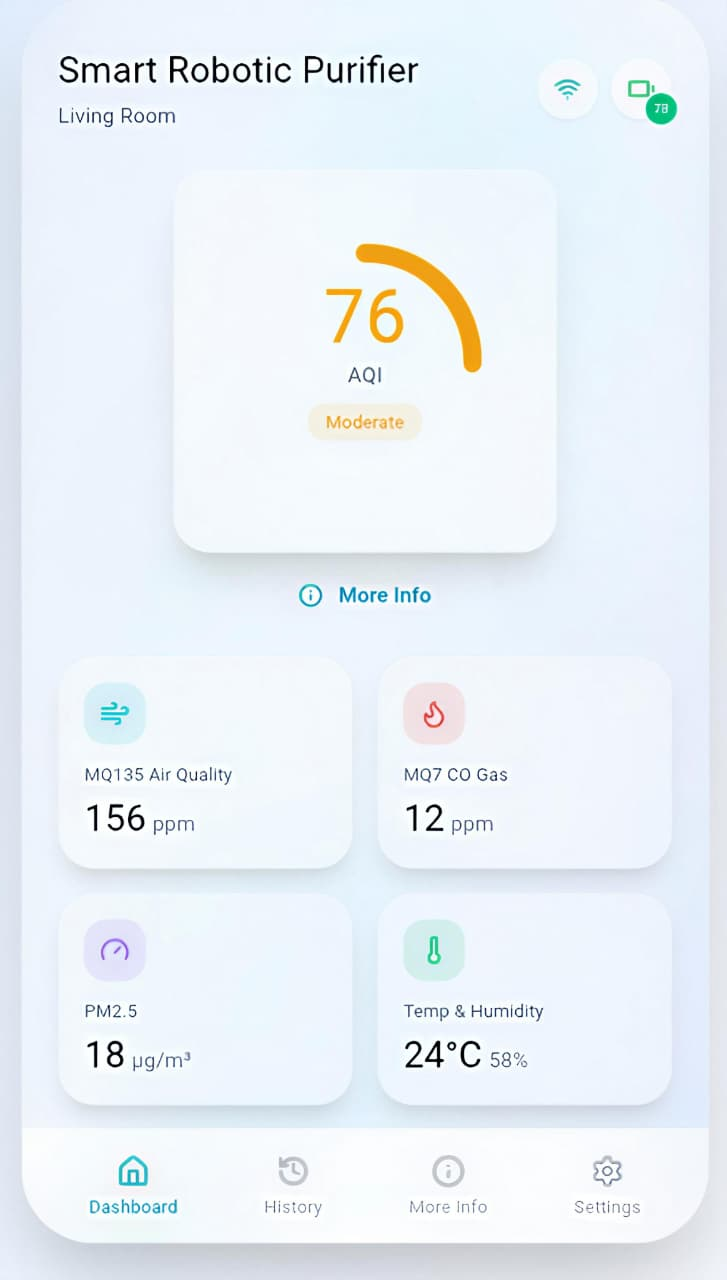 Smart Robotic Purifier
Living Room
78
76
AQI
Moderate
More Info
MQ135 Air Quality
156 ppm
MQ7 CO Gas
12 ppm
PM2.5
18 µg/m³
Temp & Humidity
24°C 58%
Dashboard
History
More Info
Settings